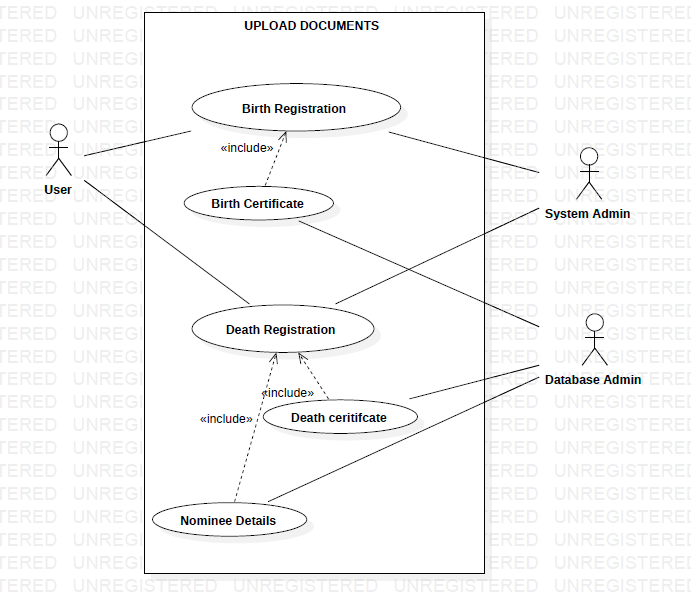 UPLOAD DOCUMENTS
Birth Registration
«include»
User
Birth Certificate
System Admin
Death Registration
Database Admin
«include»
Death ceritifcate
«include»
Nominee Details
UNREGISTERED